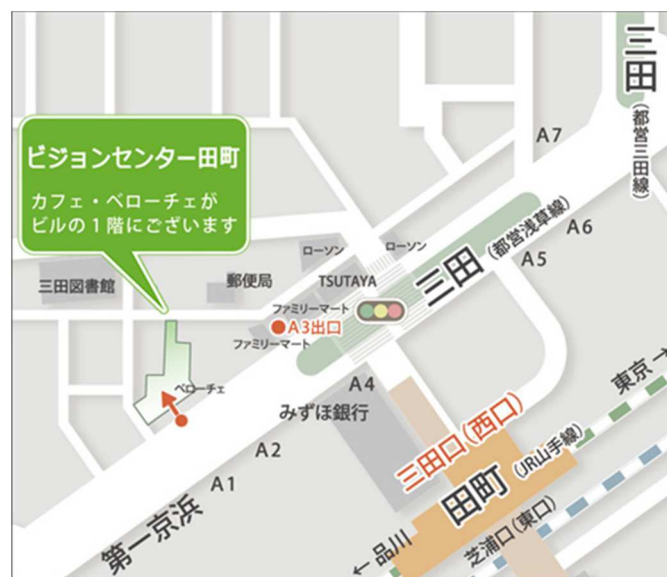 三田
(都営三田線)
A7
ビジョンセンター田町
カフェ・ベローチェが
ビルの1階にございます
A6
A5
三田
(都営浅草線)
ローソン
ローソン
三田図書館
郵便局
TSUTAYA
ファミリーマート
A3出口
ファミリーマート
ベローチェ
A4
みずほ銀行
東京→
三田口(西口)
A2
A1
田町
(JR山手線)
第一京浜
←品川
芝浦口(東口)